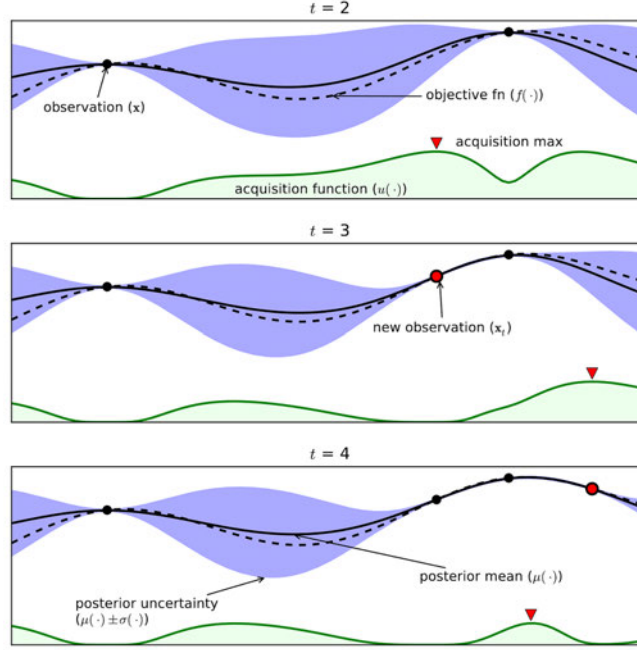 t = 2
observation (x)
objective fn (f(·))
acquisition max
acquisition function (u(·))
t = 3
new observation (xₜ)
t = 4
posterior mean (μ(·))
posterior uncertainty
(μ(·) ±σ(·))